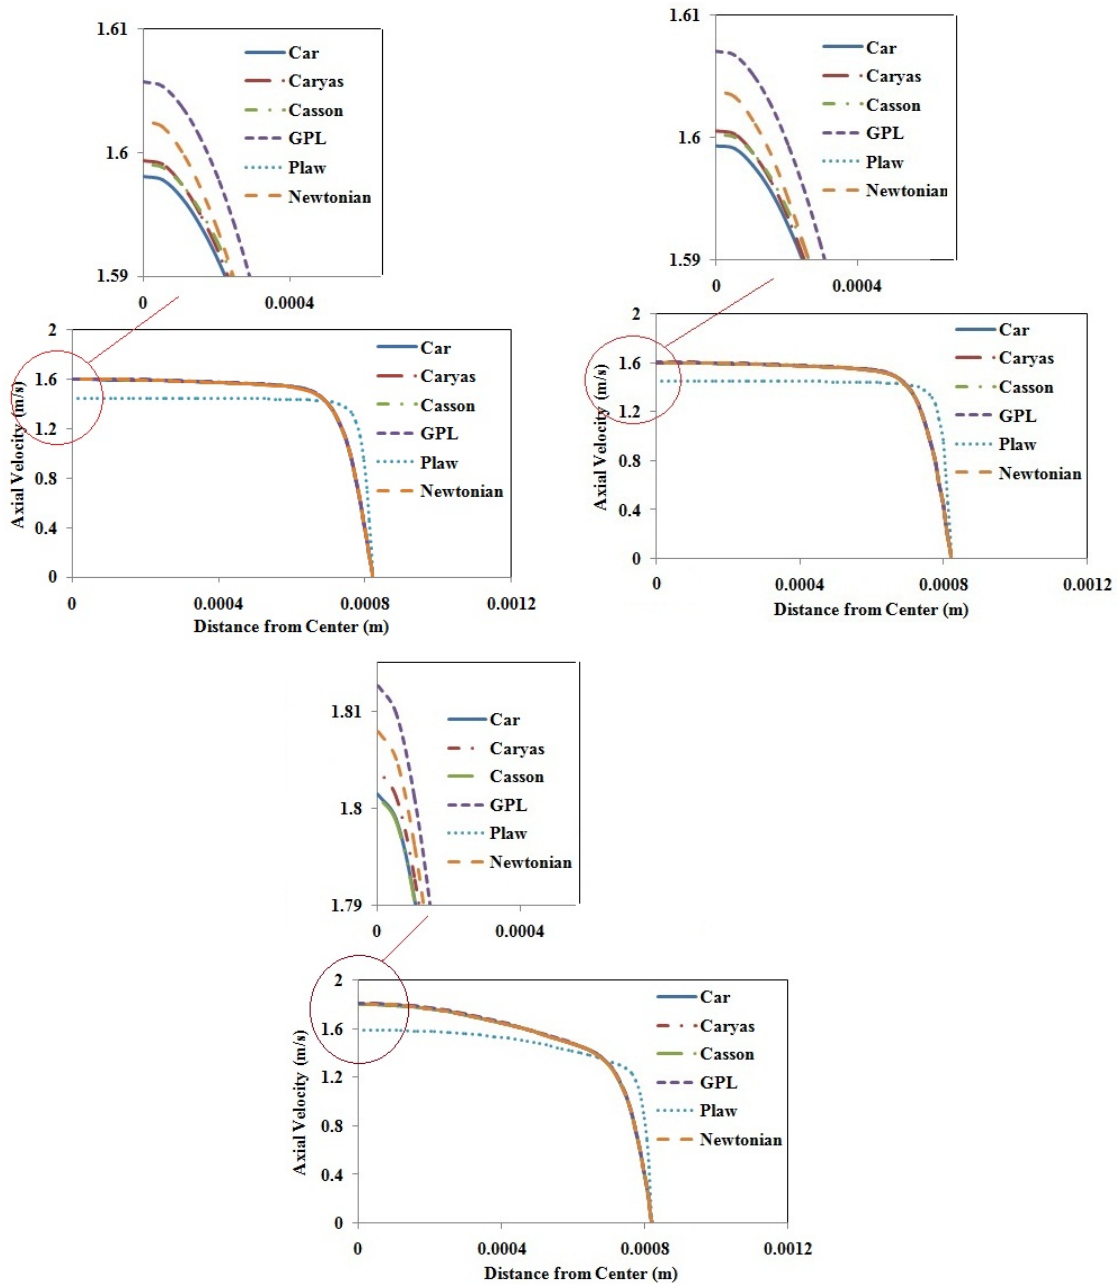 1.61
Car
Caryas
Casson
GPL
Plaw
Newtonian
1.6
1.59
0
0.0004
2
1.6
1.2
0.8
0.4
0
Axial Velocity (m/s)
Car
Caryas
Casson
GPL
Plaw
Newtonian
0
0.0004
0.0008
0.0012
Distance from Center (m)
1.61
Car
Caryas
Casson
GPL
Plaw
Newtonian
1.6
1.59
0
0.0004
2
1.6
1.2
0.8
0.4
0
Axial Velocity (m/s)
Car
Caryas
Casson
GPL
Plaw
Newtonian
0
0.0004
0.0008
0.0012
Distance from Center (m)
1.81
1.8
1.79
Car
Caryas
Casson
GPL
Plaw
Newtonian
0
0.0004
2
1.6
1.2
0.8
0.4
0
Axial Velocity (m/s)
Car
Caryas
Casson
GPL
Plaw
Newtonian
0
0.0004
0.0008
0.0012
Distance from Center (m)